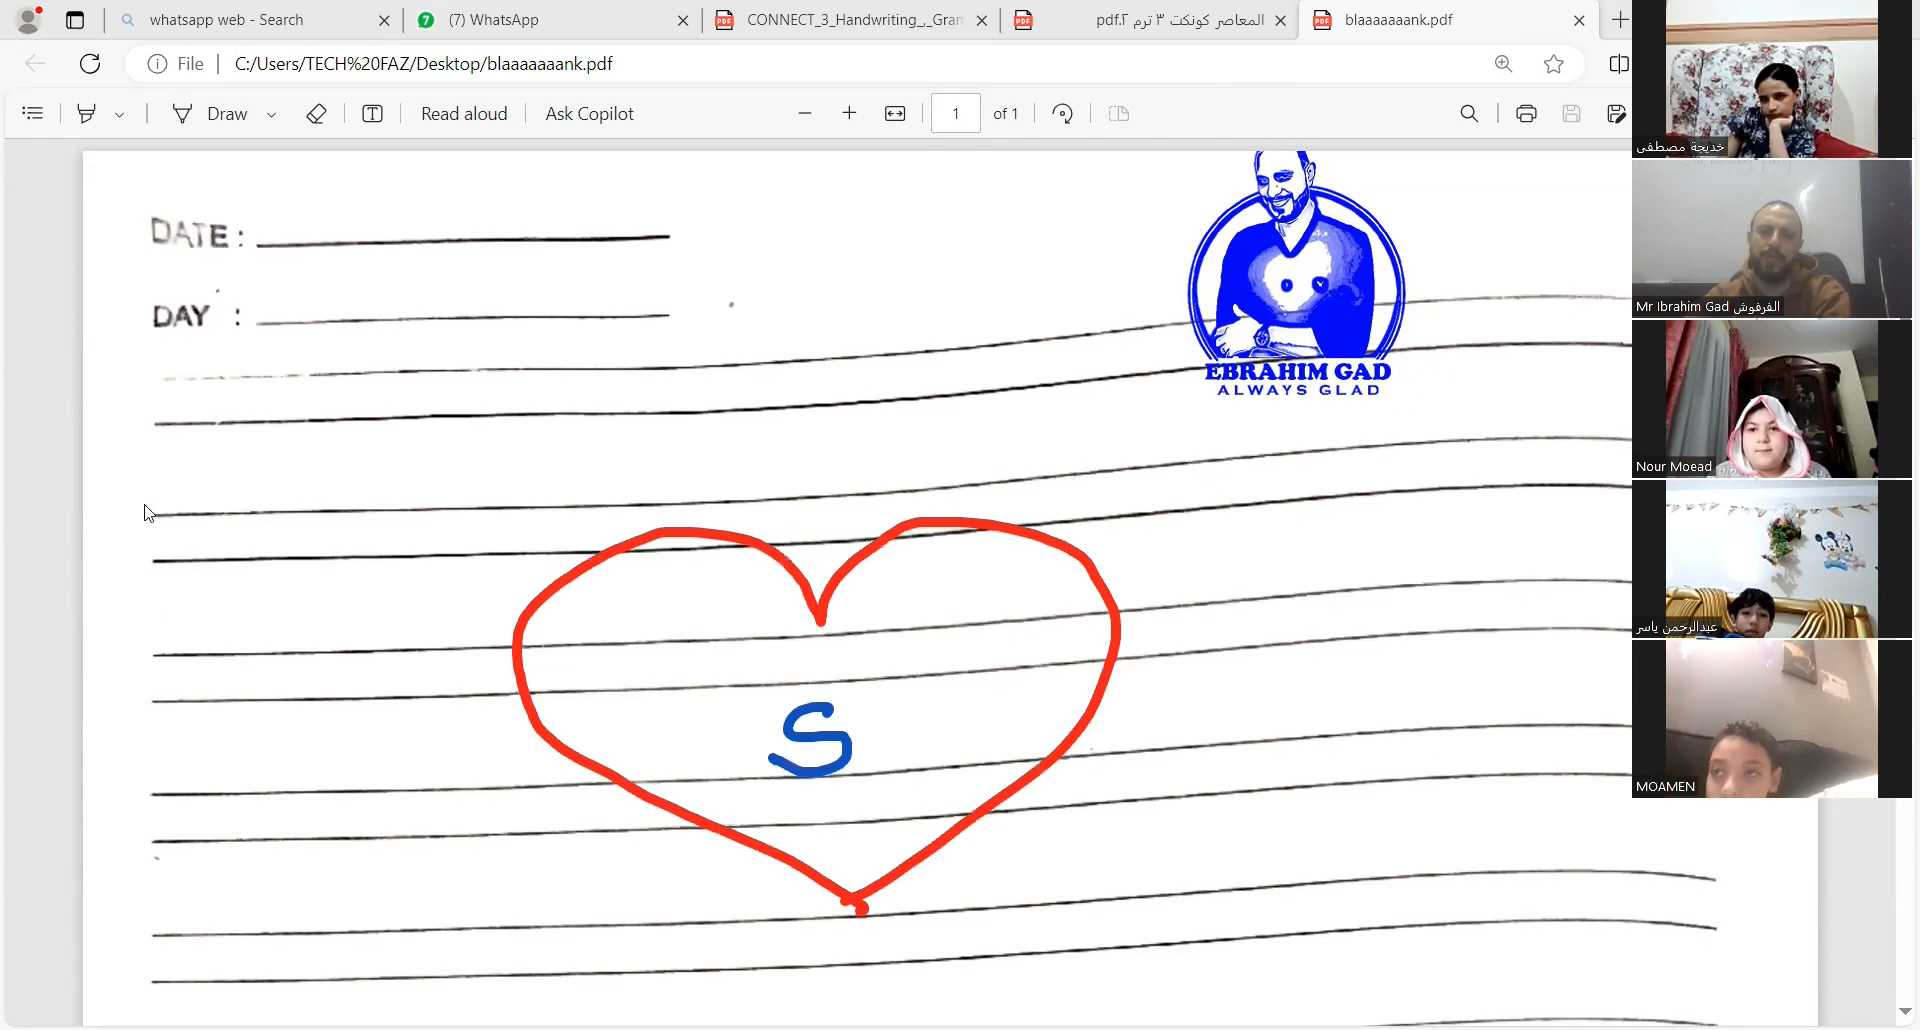 whatsapp web - Search
(7) WhatsApp
CONNECT_3_Handwriting_,_Gram
المعاصر كونكت ٣ ترم ٢.pdf
blaaaaaaank.pdf
File
C:/Users/TECH%20FAZ/Desktop/blaaaaaaank.pdf
Draw
Read aloud
Ask Copilot
1
of 1
DATE :
DAY :
EBRAHIM GAD
ALWAYS GLAD
S
خديجة مصطفى
Mr Ibrahim Gad الفرفوش
Nour Moead
عبدالرحمن ياسر
MOAMEN